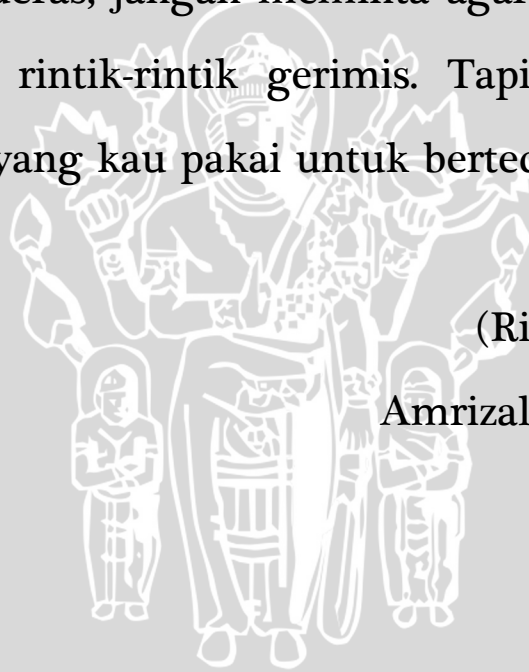 deras, jangan meminta agar
rintik-rintik gerimis. Tapi
yang kau pakai untuk berted
(Ri
Amrizal